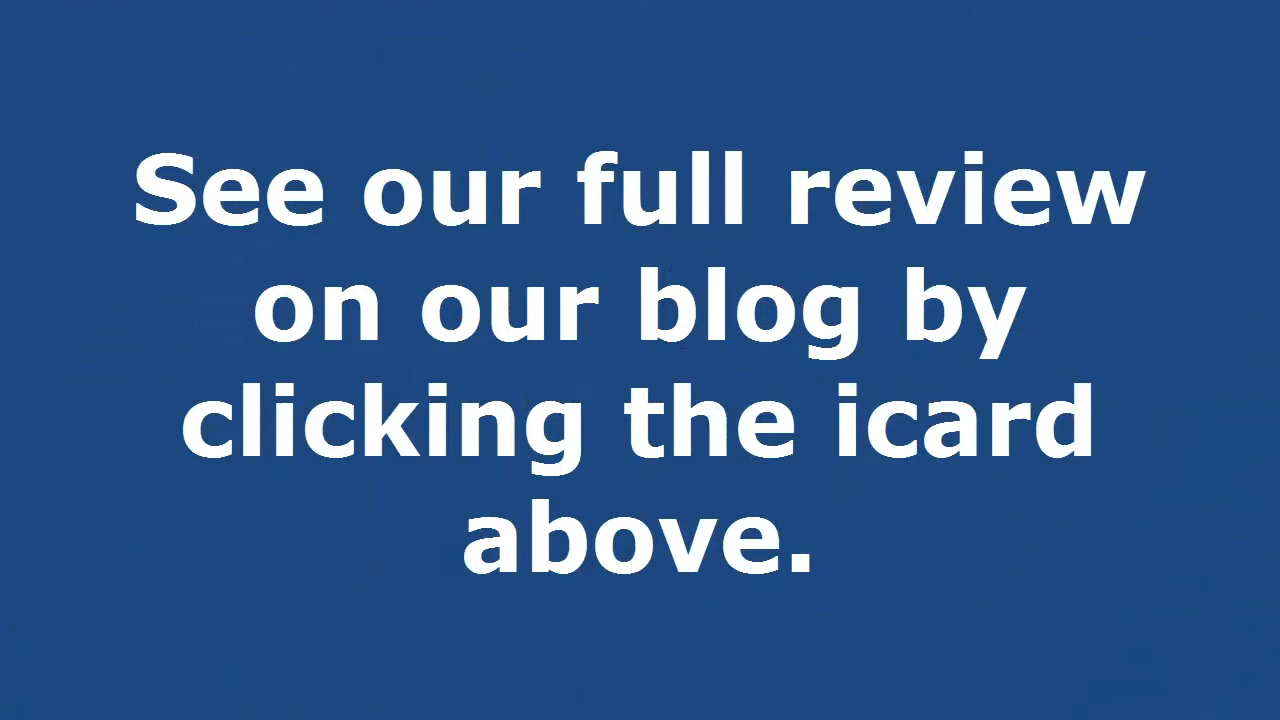 See our full review
on our blog by
clicking the icard
above.